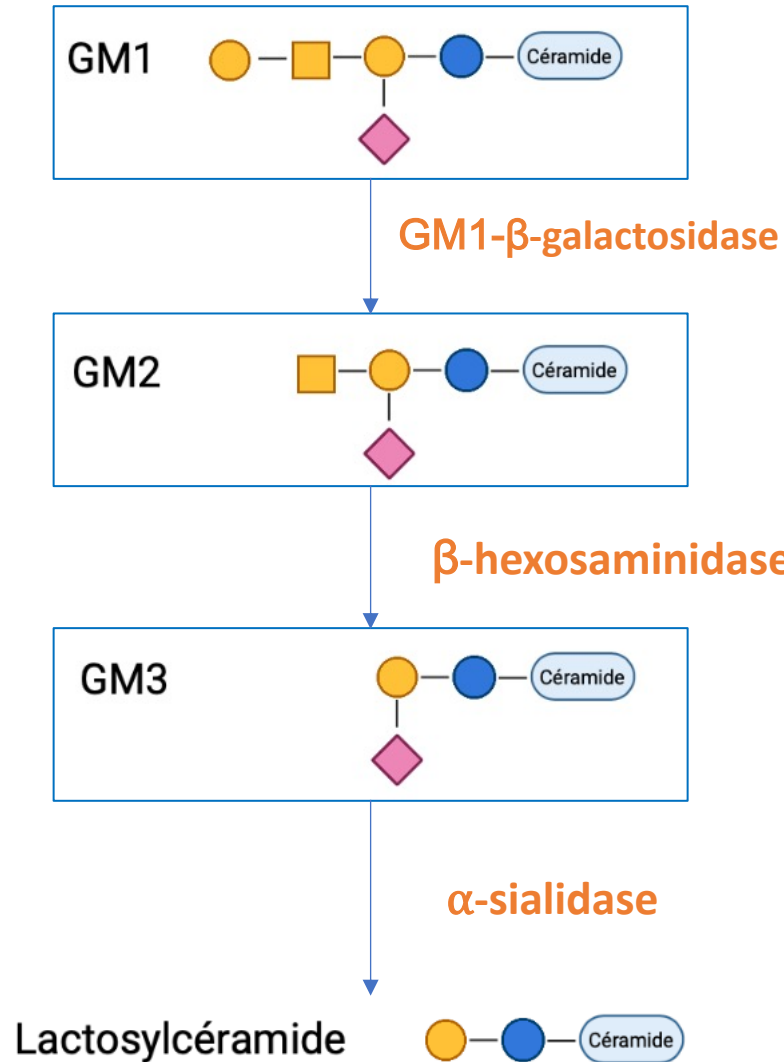 GM1
Céramide
GM1-β-galactosidase
GM2
Céramide
β-hexosaminidase
GM3
Céramide
α-sialidase
Lactosylcéramide
Céramide